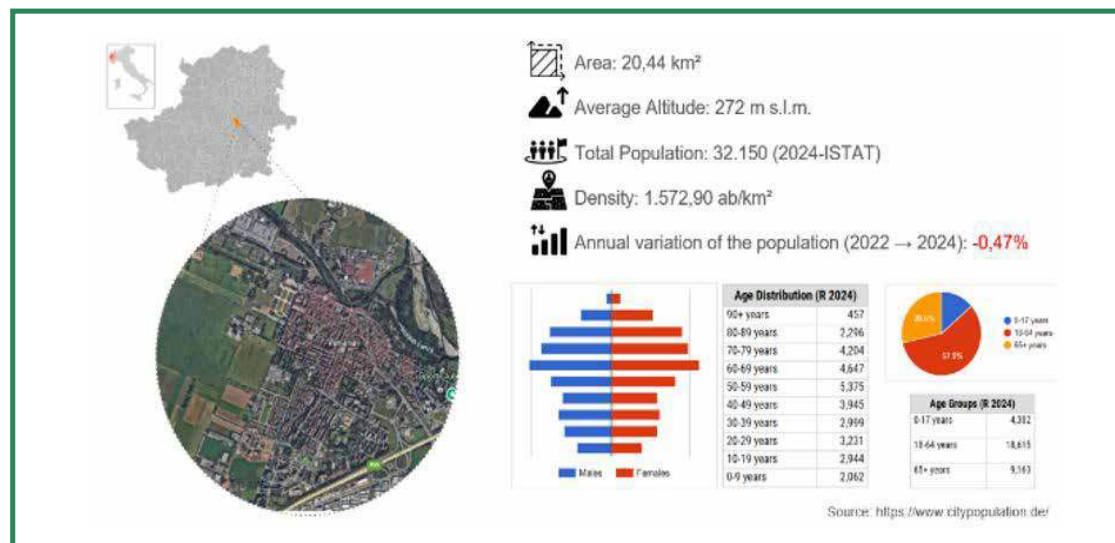 Area: 20,44 km²
Average Altitude: 272 m s.l.m.
Total Population: 32.150 (2024-ISTAT)
Density: 1.572,90 ab/km²
Annual variation of the population (2022 → 2024): -0,47%
Age Distribution (R 2024)
90+ years 457
80-89 years 2,296
70-79 years 4,204
60-69 years 4,647
50-59 years 5,375
40-49 years 3,945
30-39 years 2,999
20-29 years 3,231
10-19 years 2,944
0-9 years 2,062
Males
Females
57.9%
0-17 years
18-64 years
65+ years
Age Groups (R 2024)
0-17 years 4,382
18-64 years 18,615
65+ years 9,163
Source: https://www.citypopulation.de/